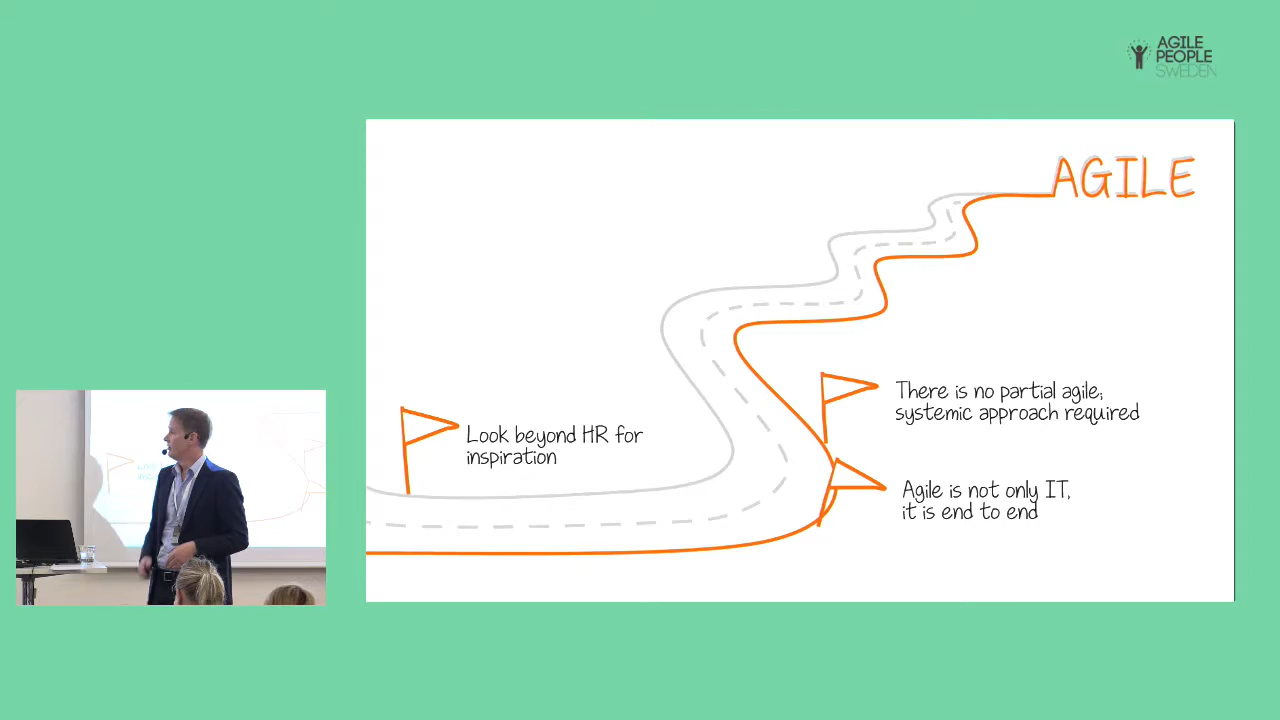 AGILE
PEOPLE
SWEDEN
AGILE
There is no partial agile;
systemic approach required
Look beyond HR for
inspiration
Agile is not only IT,
it is end to end